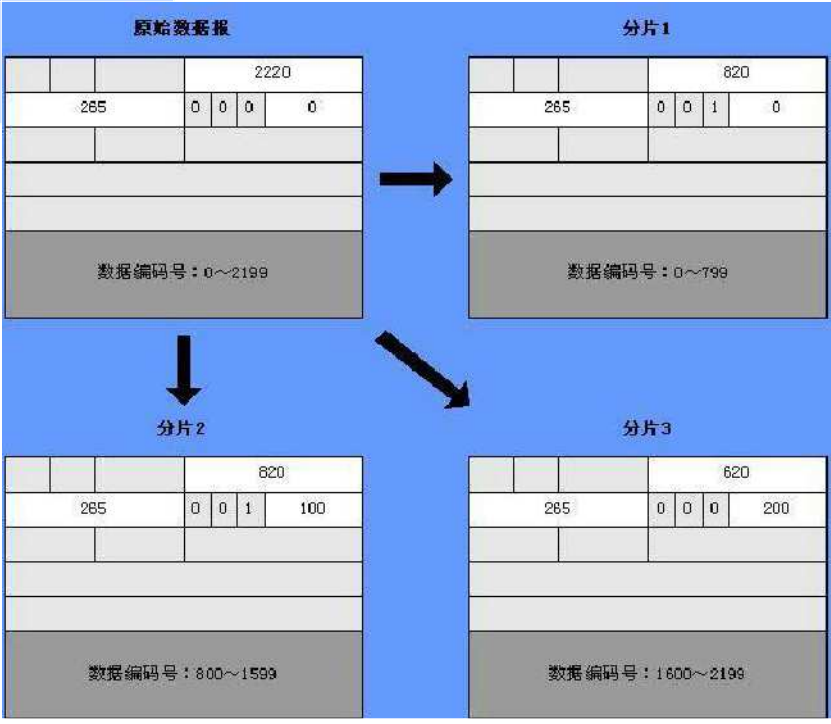 原始数据报
2220
265 0 0 0 0
数据编码号：0～2199
分片1
820
265 0 0 1 0
数据编码号：0～799
分片2
820
265 0 0 1 100
数据编码号：800～1599
分片3
620
265 0 0 0 200
数据编码号：1600～2199